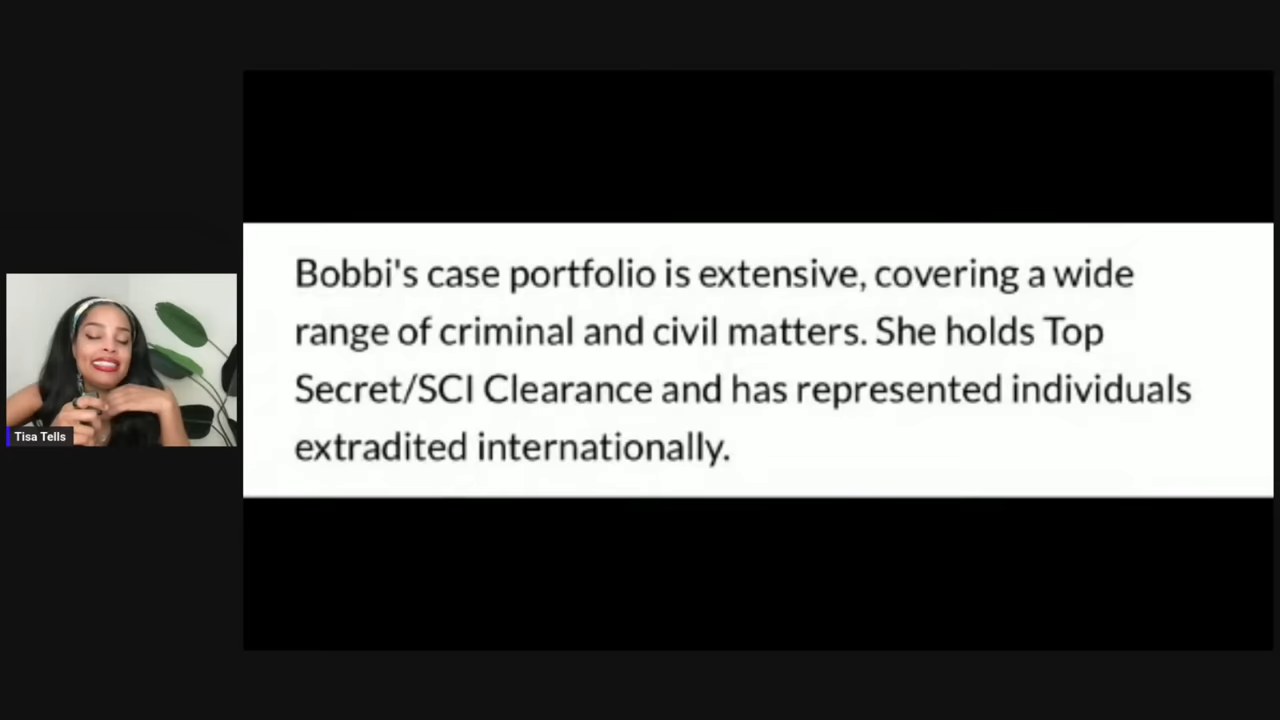 Bobbi's case portfolio is extensive, covering a wide
range of criminal and civil matters. She holds Top
Secret/SCI Clearance and has represented individuals
extradited internationally.
Tisa Tells